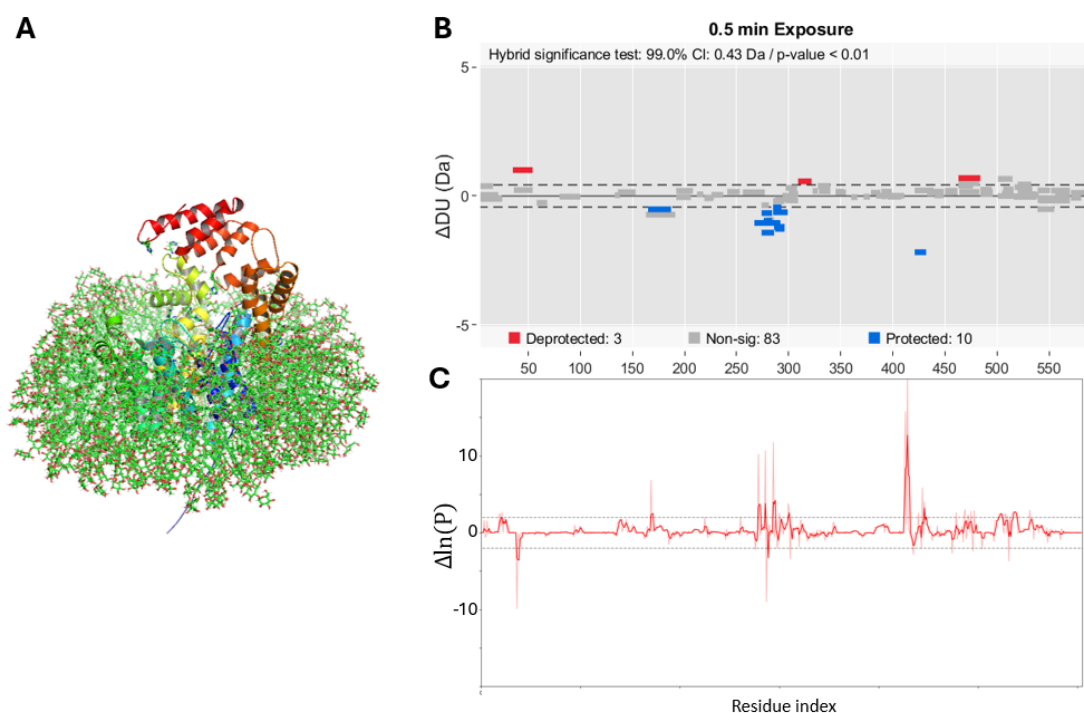 A
B
0.5 min Exposure
Hybrid significance test: 99.0% CI: 0.43 Da / p-value < 0.01
5
0
-5
ΔDU (Da)
Deprotected: 3 Non-sig: 83 Protected: 10
50 100 150 200 250 300 350 400 450 500 550
C
10
0
-10
Δln(P)
Residue index